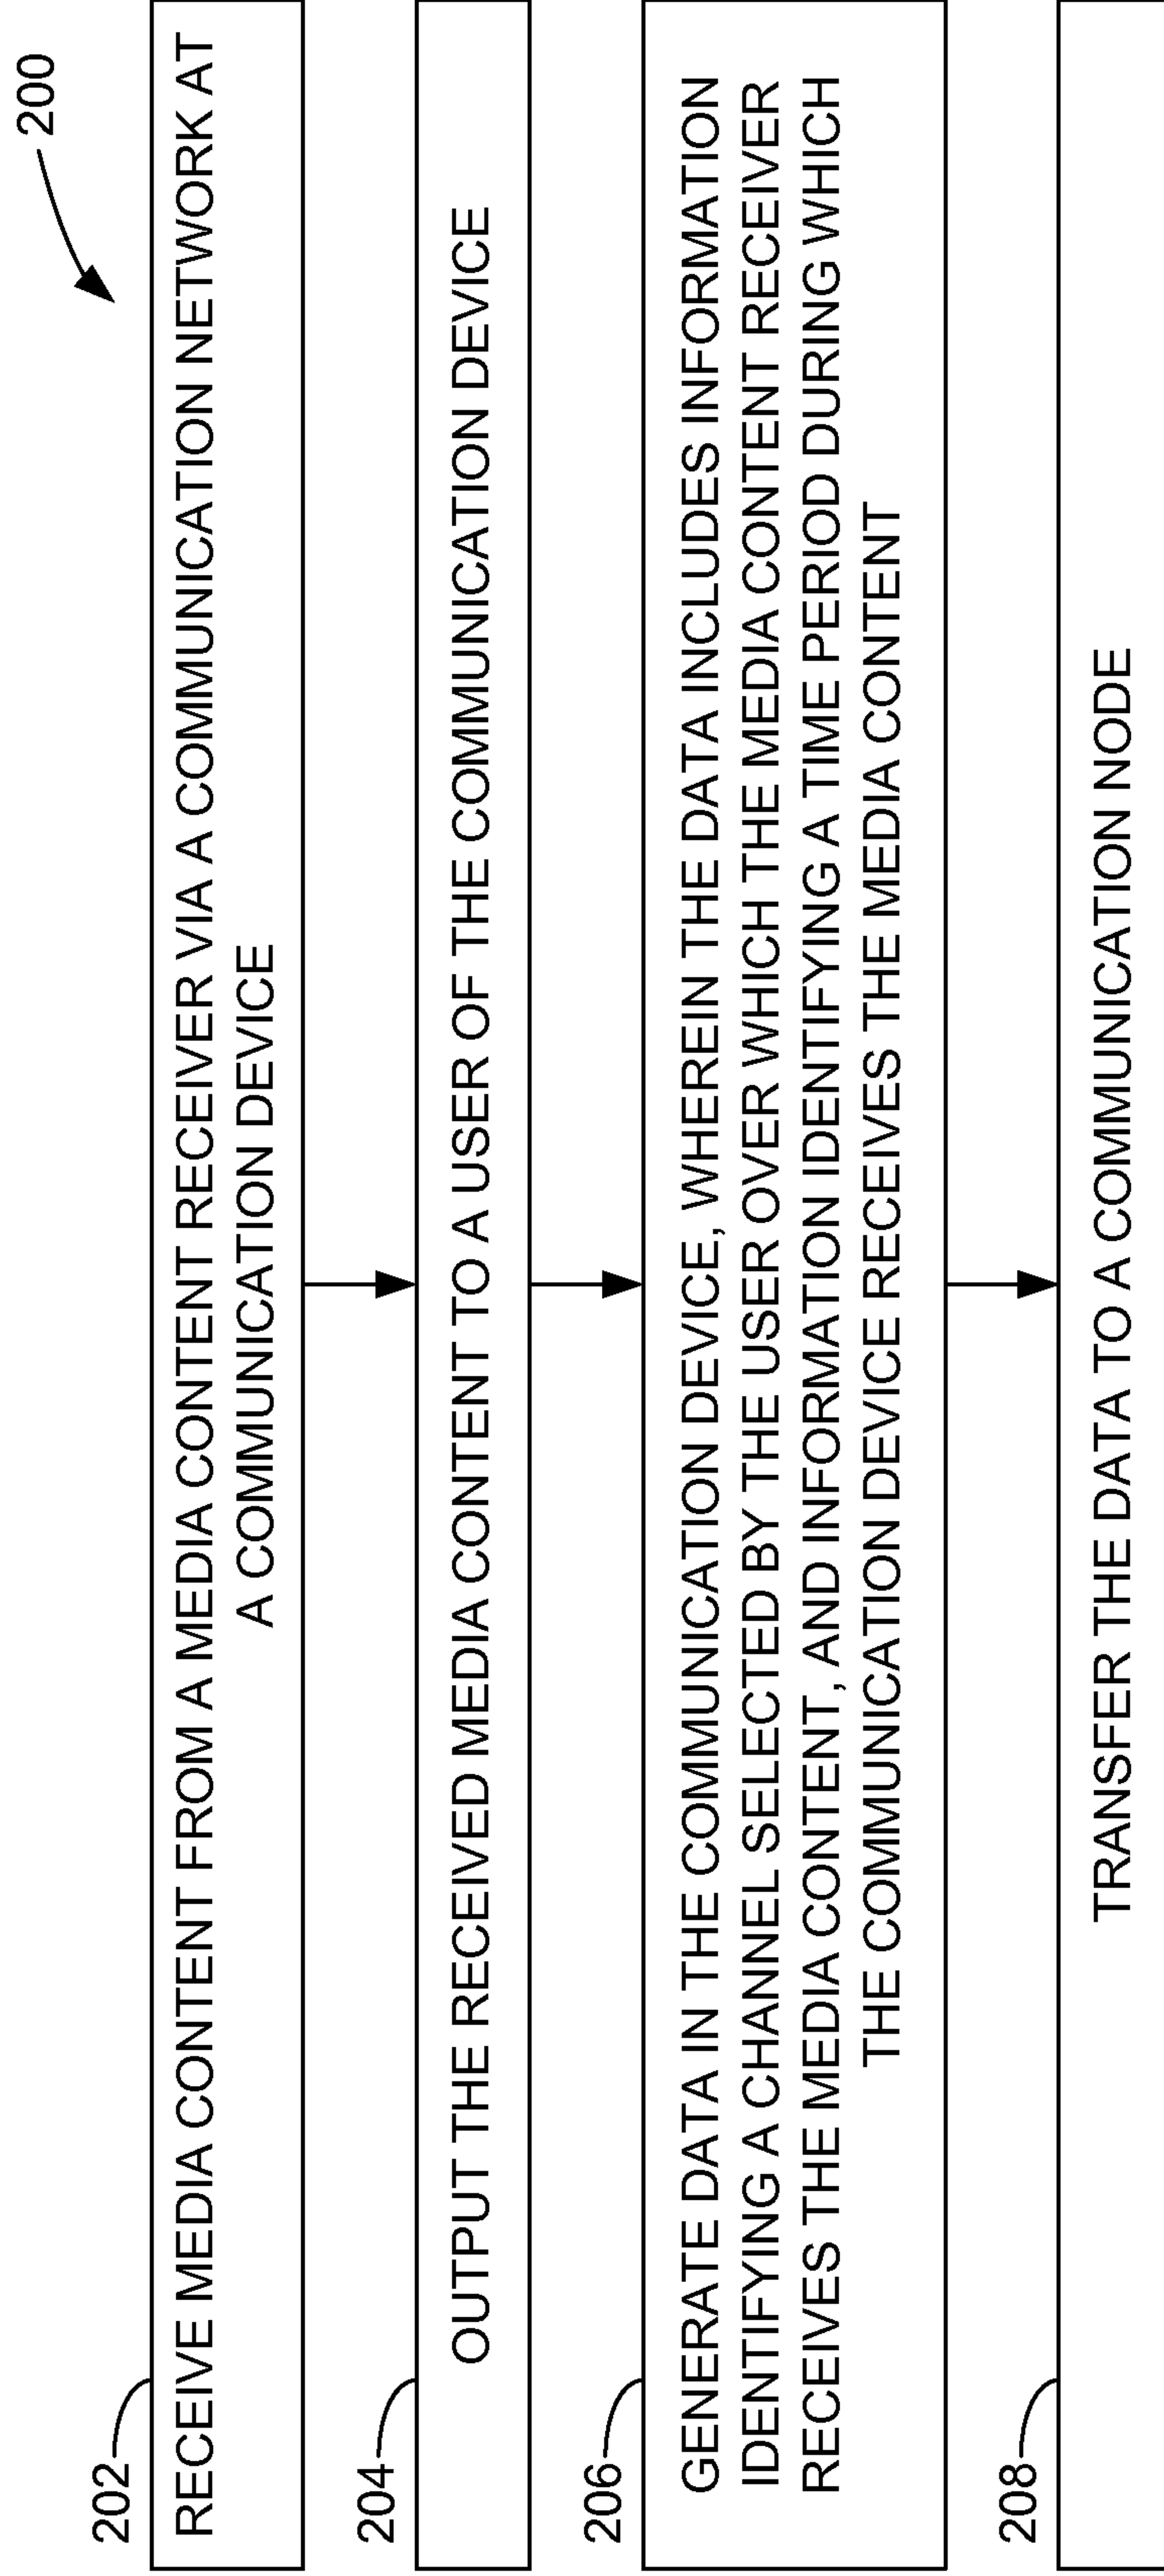 200
202
RECEIVE MEDIA CONTENT FROM A MEDIA CONTENT RECEIVER VIA A COMMUNICATION NETWORK AT
A COMMUNICATION DEVICE
204
OUTPUT THE RECEIVED MEDIA CONTENT TO A USER OF THE COMMUNICATION DEVICE
206
GENERATE DATA IN THE COMMUNICATION DEVICE, WHEREIN THE DATA INCLUDES INFORMATION
IDENTIFYING A CHANNEL SELECTED BY THE USER OVER WHICH THE MEDIA CONTENT RECEIVER
RECEIVES THE MEDIA CONTENT, AND INFORMATION IDENTIFYING A TIME PERIOD DURING WHICH
THE COMMUNICATION DEVICE RECEIVES THE MEDIA CONTENT
208
TRANSFER THE DATA TO A COMMUNICATION NODE